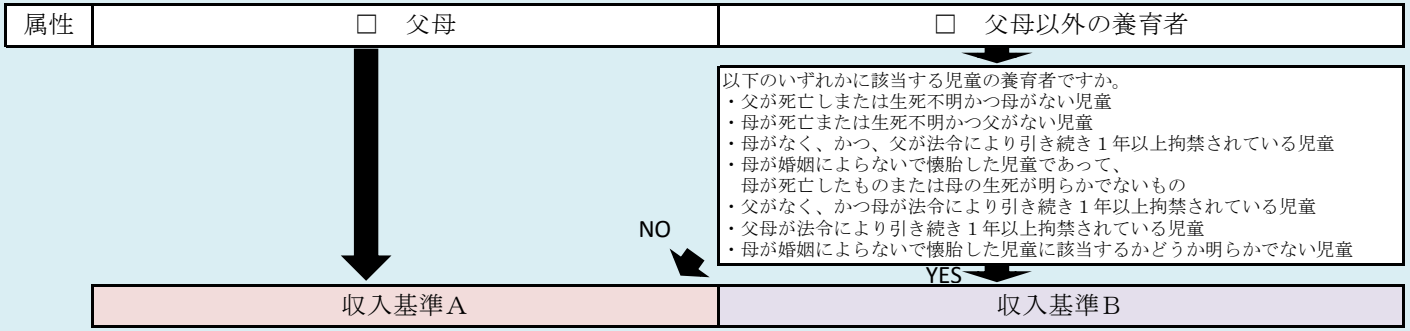 属性 □ 父母 □ 父母以外の養育者
以下のいずれかに該当する児童の養育者ですか。
・父が死亡しまたは生死不明かつ母がない児童
・母が死亡または生死不明かつ父がない児童
・母がなく、かつ、父が法令により引き続き１年以上拘禁されている児童
・母が婚姻によらないで懐胎した児童であって、
母が死亡したものまたは母の生死が明らかでないもの
・父がなく、かつ母が法令により引き続き１年以上拘禁されている児童
・父母が法令により引き続き１年以上拘禁されている児童
・母が婚姻によらないで懐胎した児童に該当するかどうか明らかでない児童
NO
YES
収入基準Ａ 収入基準Ｂ